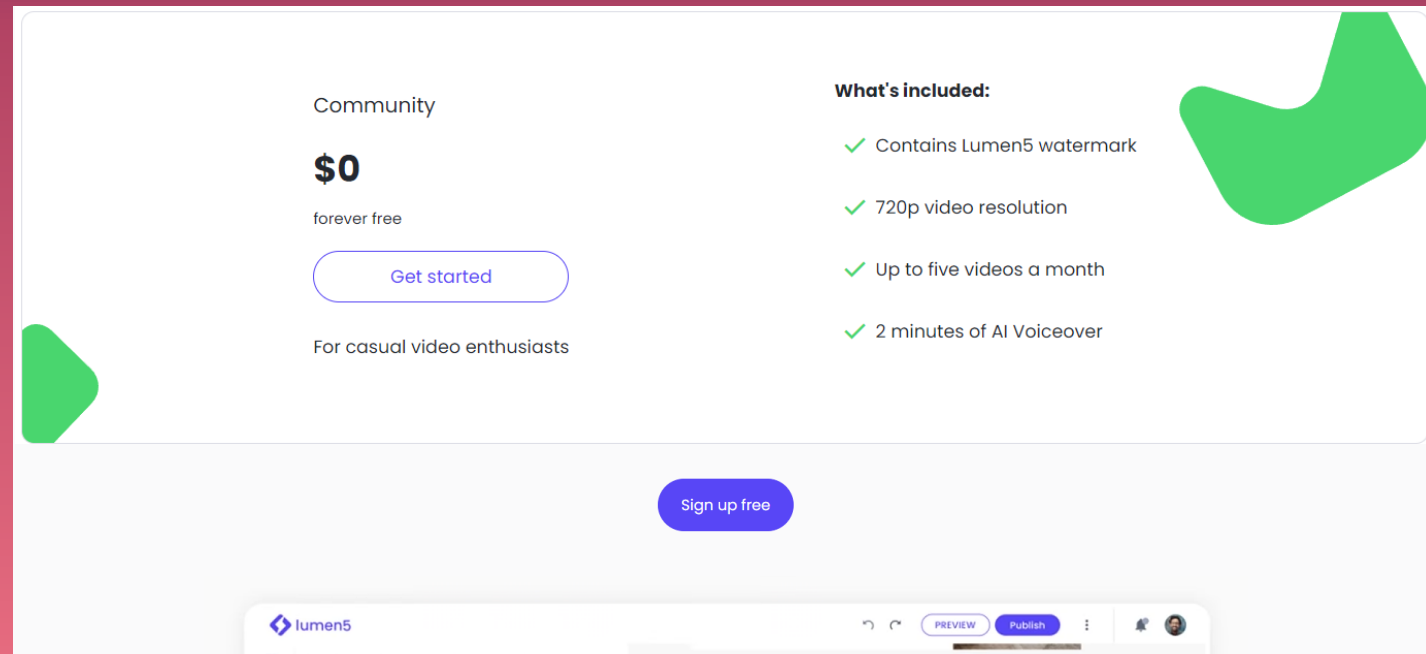 Community
$0
forever free
Get started
For casual video enthusiasts
What's included:
Contains Lumen5 watermark
720p video resolution
Up to five videos a month
2 minutes of AI Voiceover
Sign up free
lumen5
PREVIEW
Publish